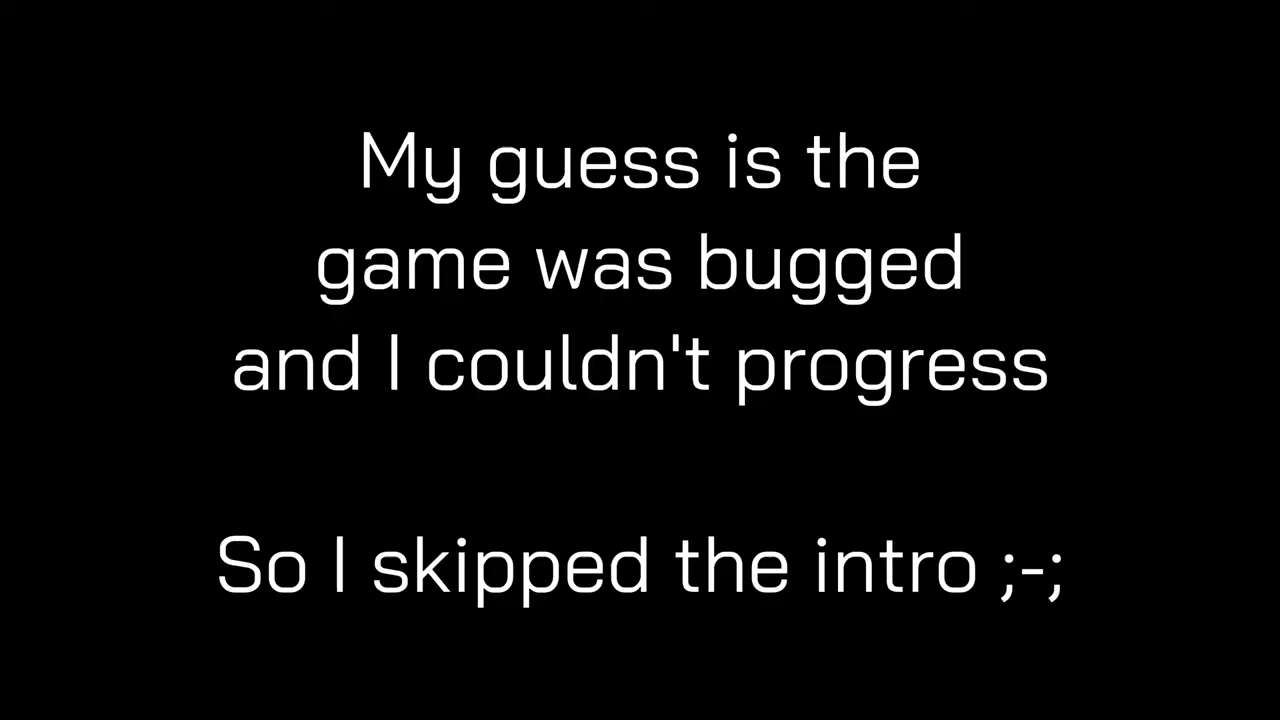 My guess is the
game was bugged
and I couldn't progress
So I skipped the intro ;-;